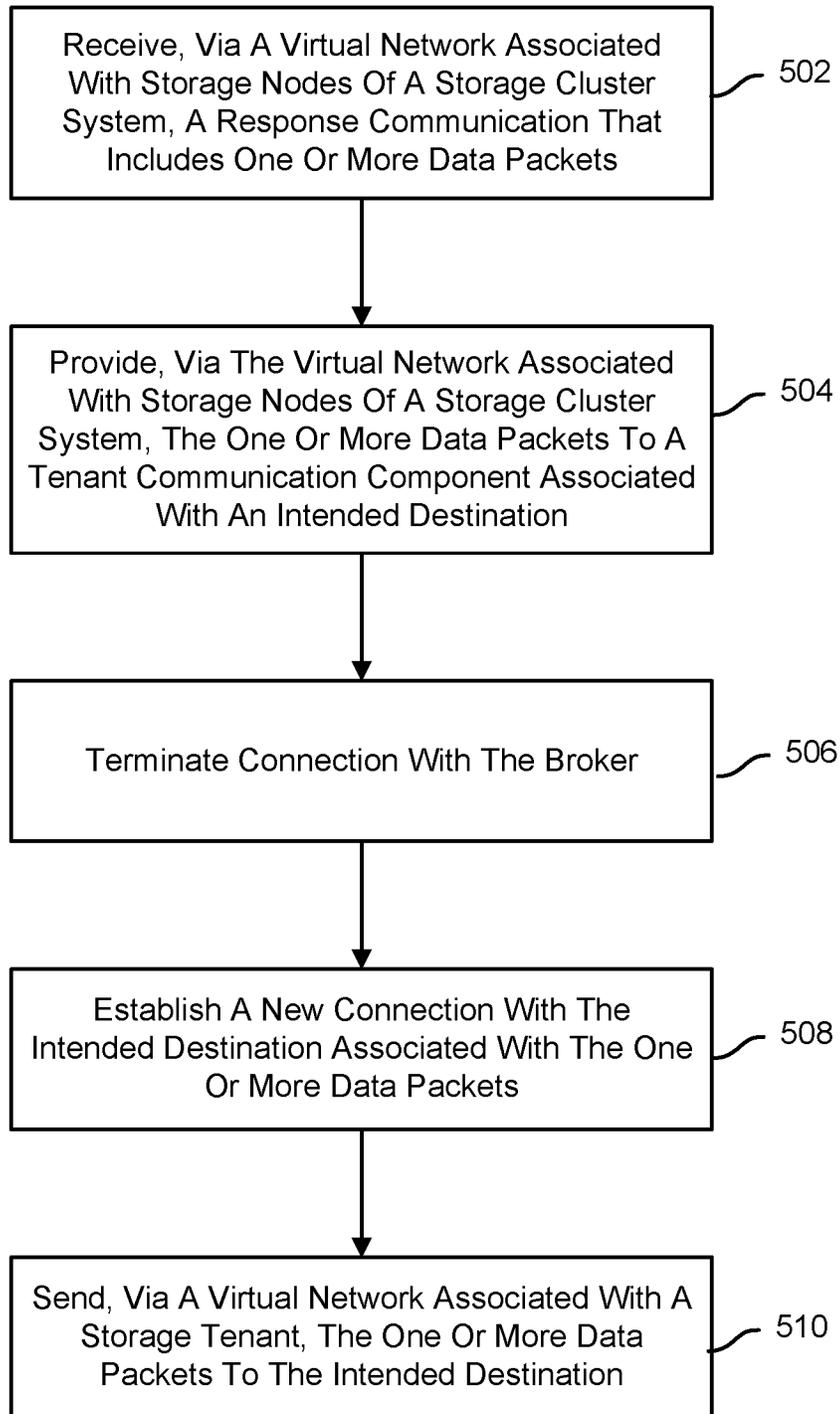 Receive, Via A Virtual Network Associated
With Storage Nodes Of A Storage Cluster
System, A Response Communication That
Includes One Or More Data Packets
502
Provide, Via The Virtual Network Associated
With Storage Nodes Of A Storage Cluster
System, The One Or More Data Packets To A
Tenant Communication Component Associated
With An Intended Destination
504
Terminate Connection With The Broker
506
Establish A New Connection With The
Intended Destination Associated With The One
Or More Data Packets
508
Send, Via A Virtual Network Associated With A
Storage Tenant, The One Or More Data
Packets To The Intended Destination
510